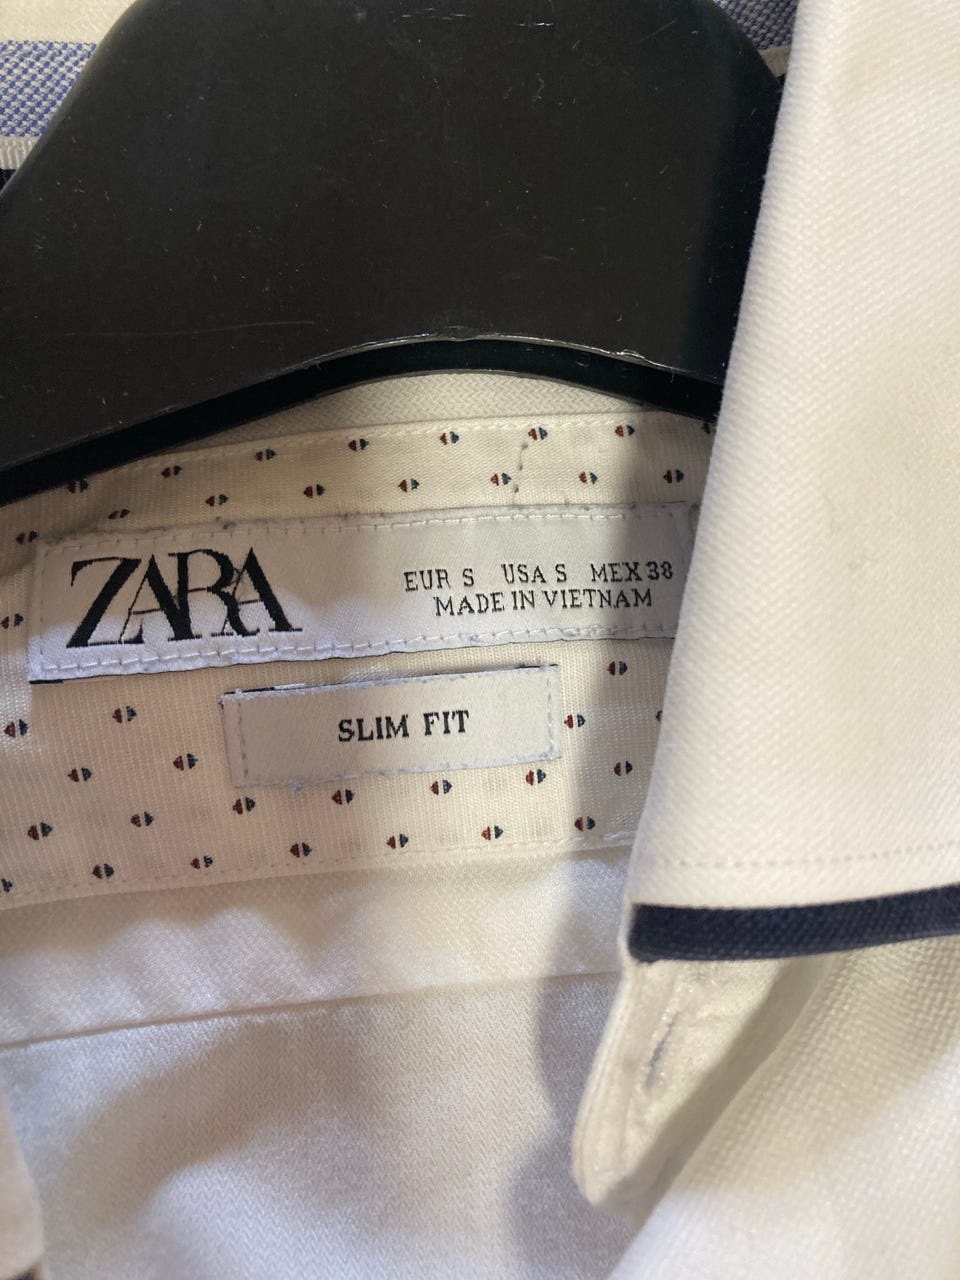 ZARA
EUR S USA S MEX 38
MADE IN VIETNAM
SLIM FIT